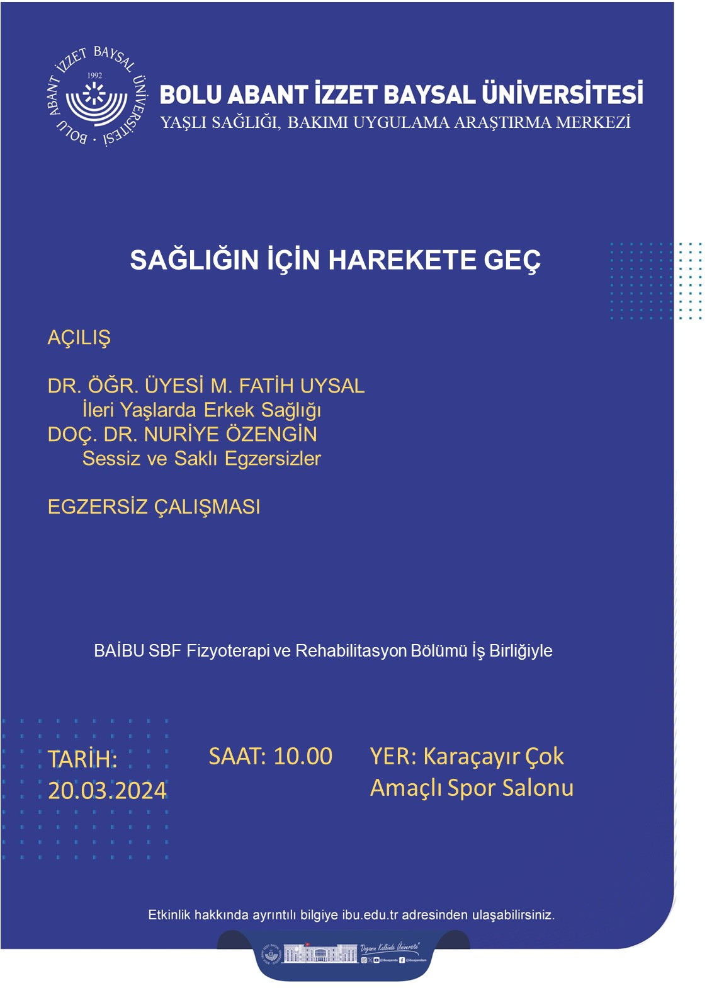 BOLU ABANT İZZET BAYSAL ÜNİVERSİTESİ
1992
BOLU ABANT İZZET BAYSAL ÜNİVERSİTESİ
YAŞLI SAĞLIĞI, BAKIMI UYGULAMA ARAŞTIRMA MERKEZİ
SAĞLIĞIN İÇİN HAREKETE GEÇ
AÇILIŞ
DR. ÖĞR. ÜYESİ M. FATİH UYSAL
İleri Yaşlarda Erkek Sağlığı
DOÇ. DR. NURİYE ÖZENGİN
Sessiz ve Saklı Egzersizler
EGZERSİZ ÇALIŞMASI
BAİBU SBF Fizyoterapi ve Rehabilitasyon Bölümü İş Birliğiyle
TARİH:
20.03.2024
SAAT: 10.00
YER: Karaçayır Çok
Amaçlı Spor Salonu
Etkinlik hakkında ayrıntılı bilgiye ibu.edu.tr adresinden ulaşabilirsiniz.
"Doğanın Kalbinde Üniversite"
@ibuajanda @ibuajandam